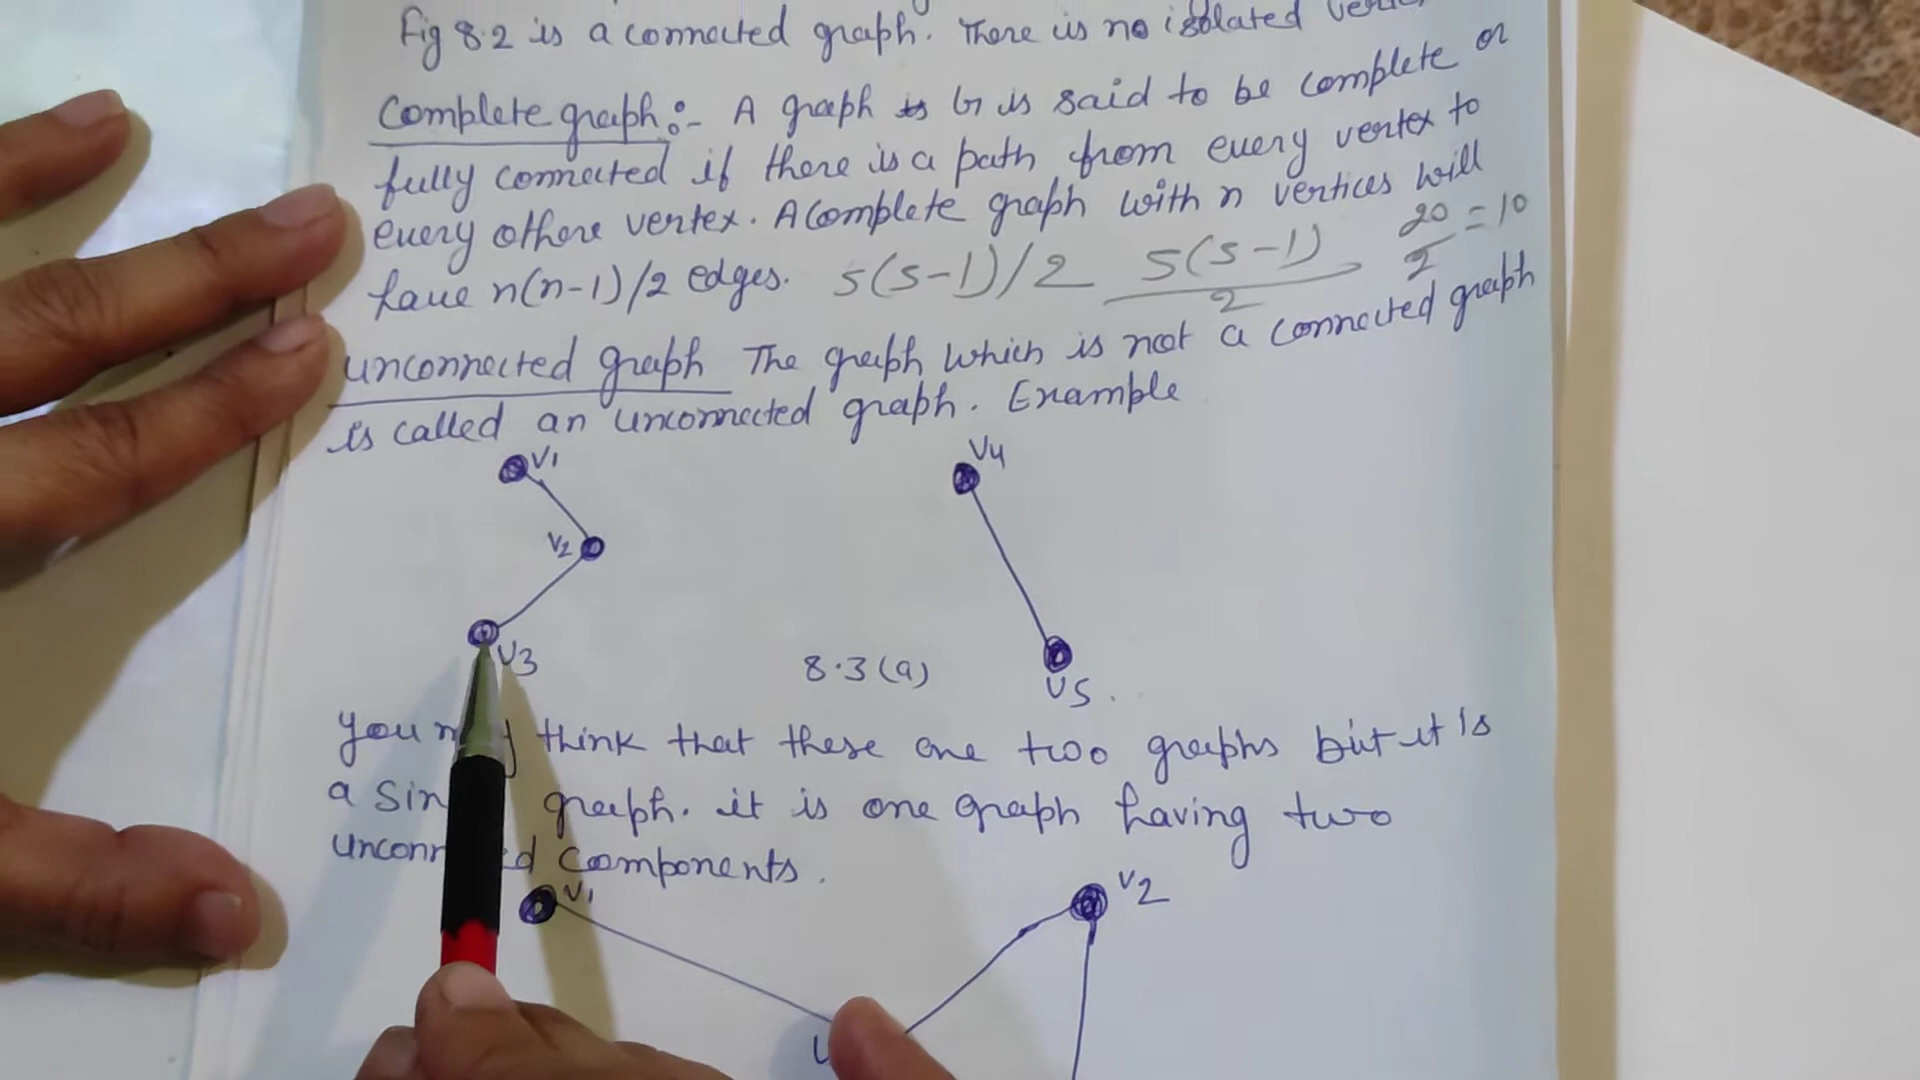 Fig 8.2 is a connected graph. There is no isolated
Complete graph:- A graph is G is said to be complete or
fully connected if there is a path from every vertex to
every othere vertex. A complete graph with n vertices will
have n(n-1)/2 edges. 5(5-1)/2 5(5-1)/2 20/2 = 10
unconnected graph The graph which is not a connected graph
is called an unconnected graph. Example
V1
V4
V2
V3
8.3(a)
V5
you think that these are two graphs but it is
a graph. it is one graph having two
components.
V1
V2